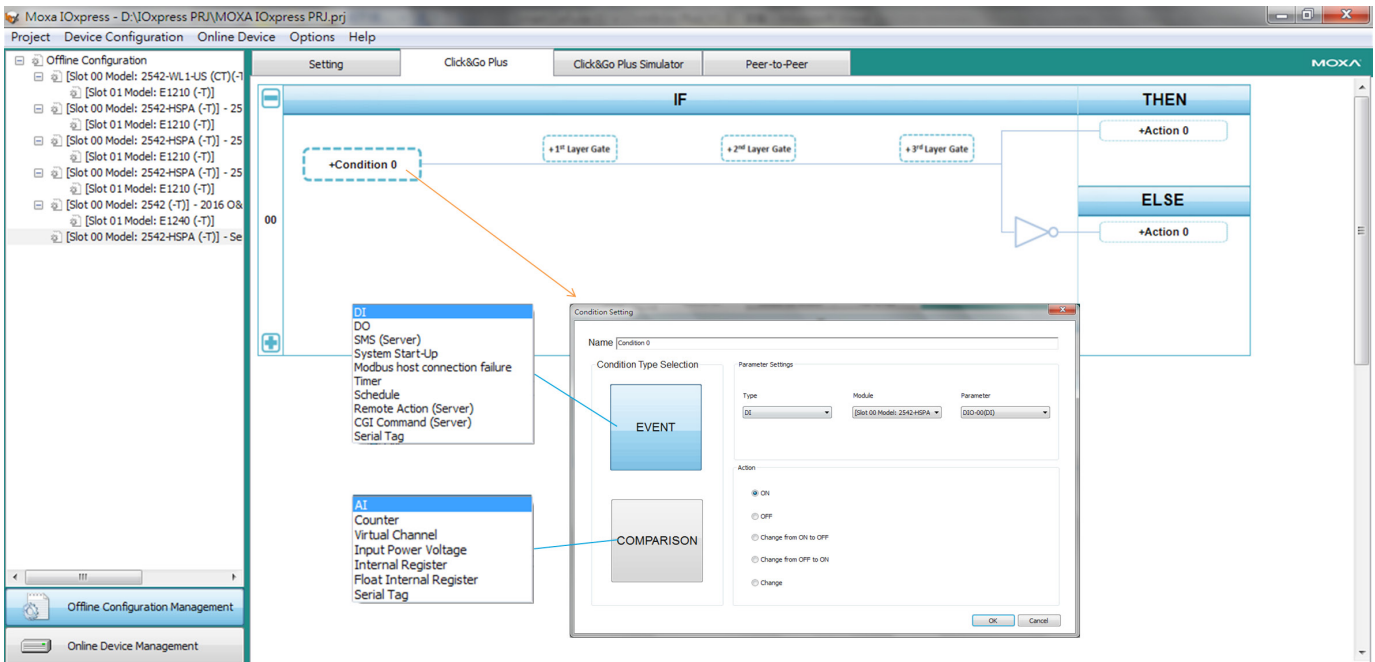 Moxa IOxpress - D:\IOxpress PRJ\MOXA IOxpress PRJ.prj
Project Device Configuration Online Device Options Help
Offline Configuration
[Slot 00 Model: 2542-WL1-US (CT)(-T
[Slot 01 Model: E1210 (-T)]
[Slot 00 Model: 2542-HSPA (-T)] - 25
[Slot 01 Model: E1210 (-T)]
[Slot 00 Model: 2542-HSPA (-T)] - 25
[Slot 01 Model: E1210 (-T)]
[Slot 00 Model: 2542-HSPA (-T)] - 25
[Slot 01 Model: E1210 (-T)]
[Slot 00 Model: 2542 (-T)] - 2016 O&
[Slot 01 Model: E1240 (-T)]
[Slot 00 Model: 2542-HSPA (-T)] - Se
Offline Configuration Management
Online Device Management
Setting
Click&Go Plus
Click&Go Plus Simulator
Peer-to-Peer
MOXA
IF
THEN
+Condition 0
+1st Layer Gate
+2nd Layer Gate
+3rd Layer Gate
+Action 0
ELSE
+Action 0
00
DI
DO
SMS (Server)
System Start-Up
Modbus host connection failure
Timer
Schedule
Remote Action (Server)
CGI Command (Server)
Serial Tag
AI
Counter
Virtual Channel
Input Power Voltage
Internal Register
Float Internal Register
Serial Tag
Condition Setting
Name Condition 0
Condition Type Selection
EVENT
COMPARISON
Parameter Settings
Type
Module
Parameter
DI
[Slot 00 Model: 2542-HSPA
DIO-00(DI)
Action
ON
OFF
Change from ON to OFF
Change from OFF to ON
Change
OK
Cancel